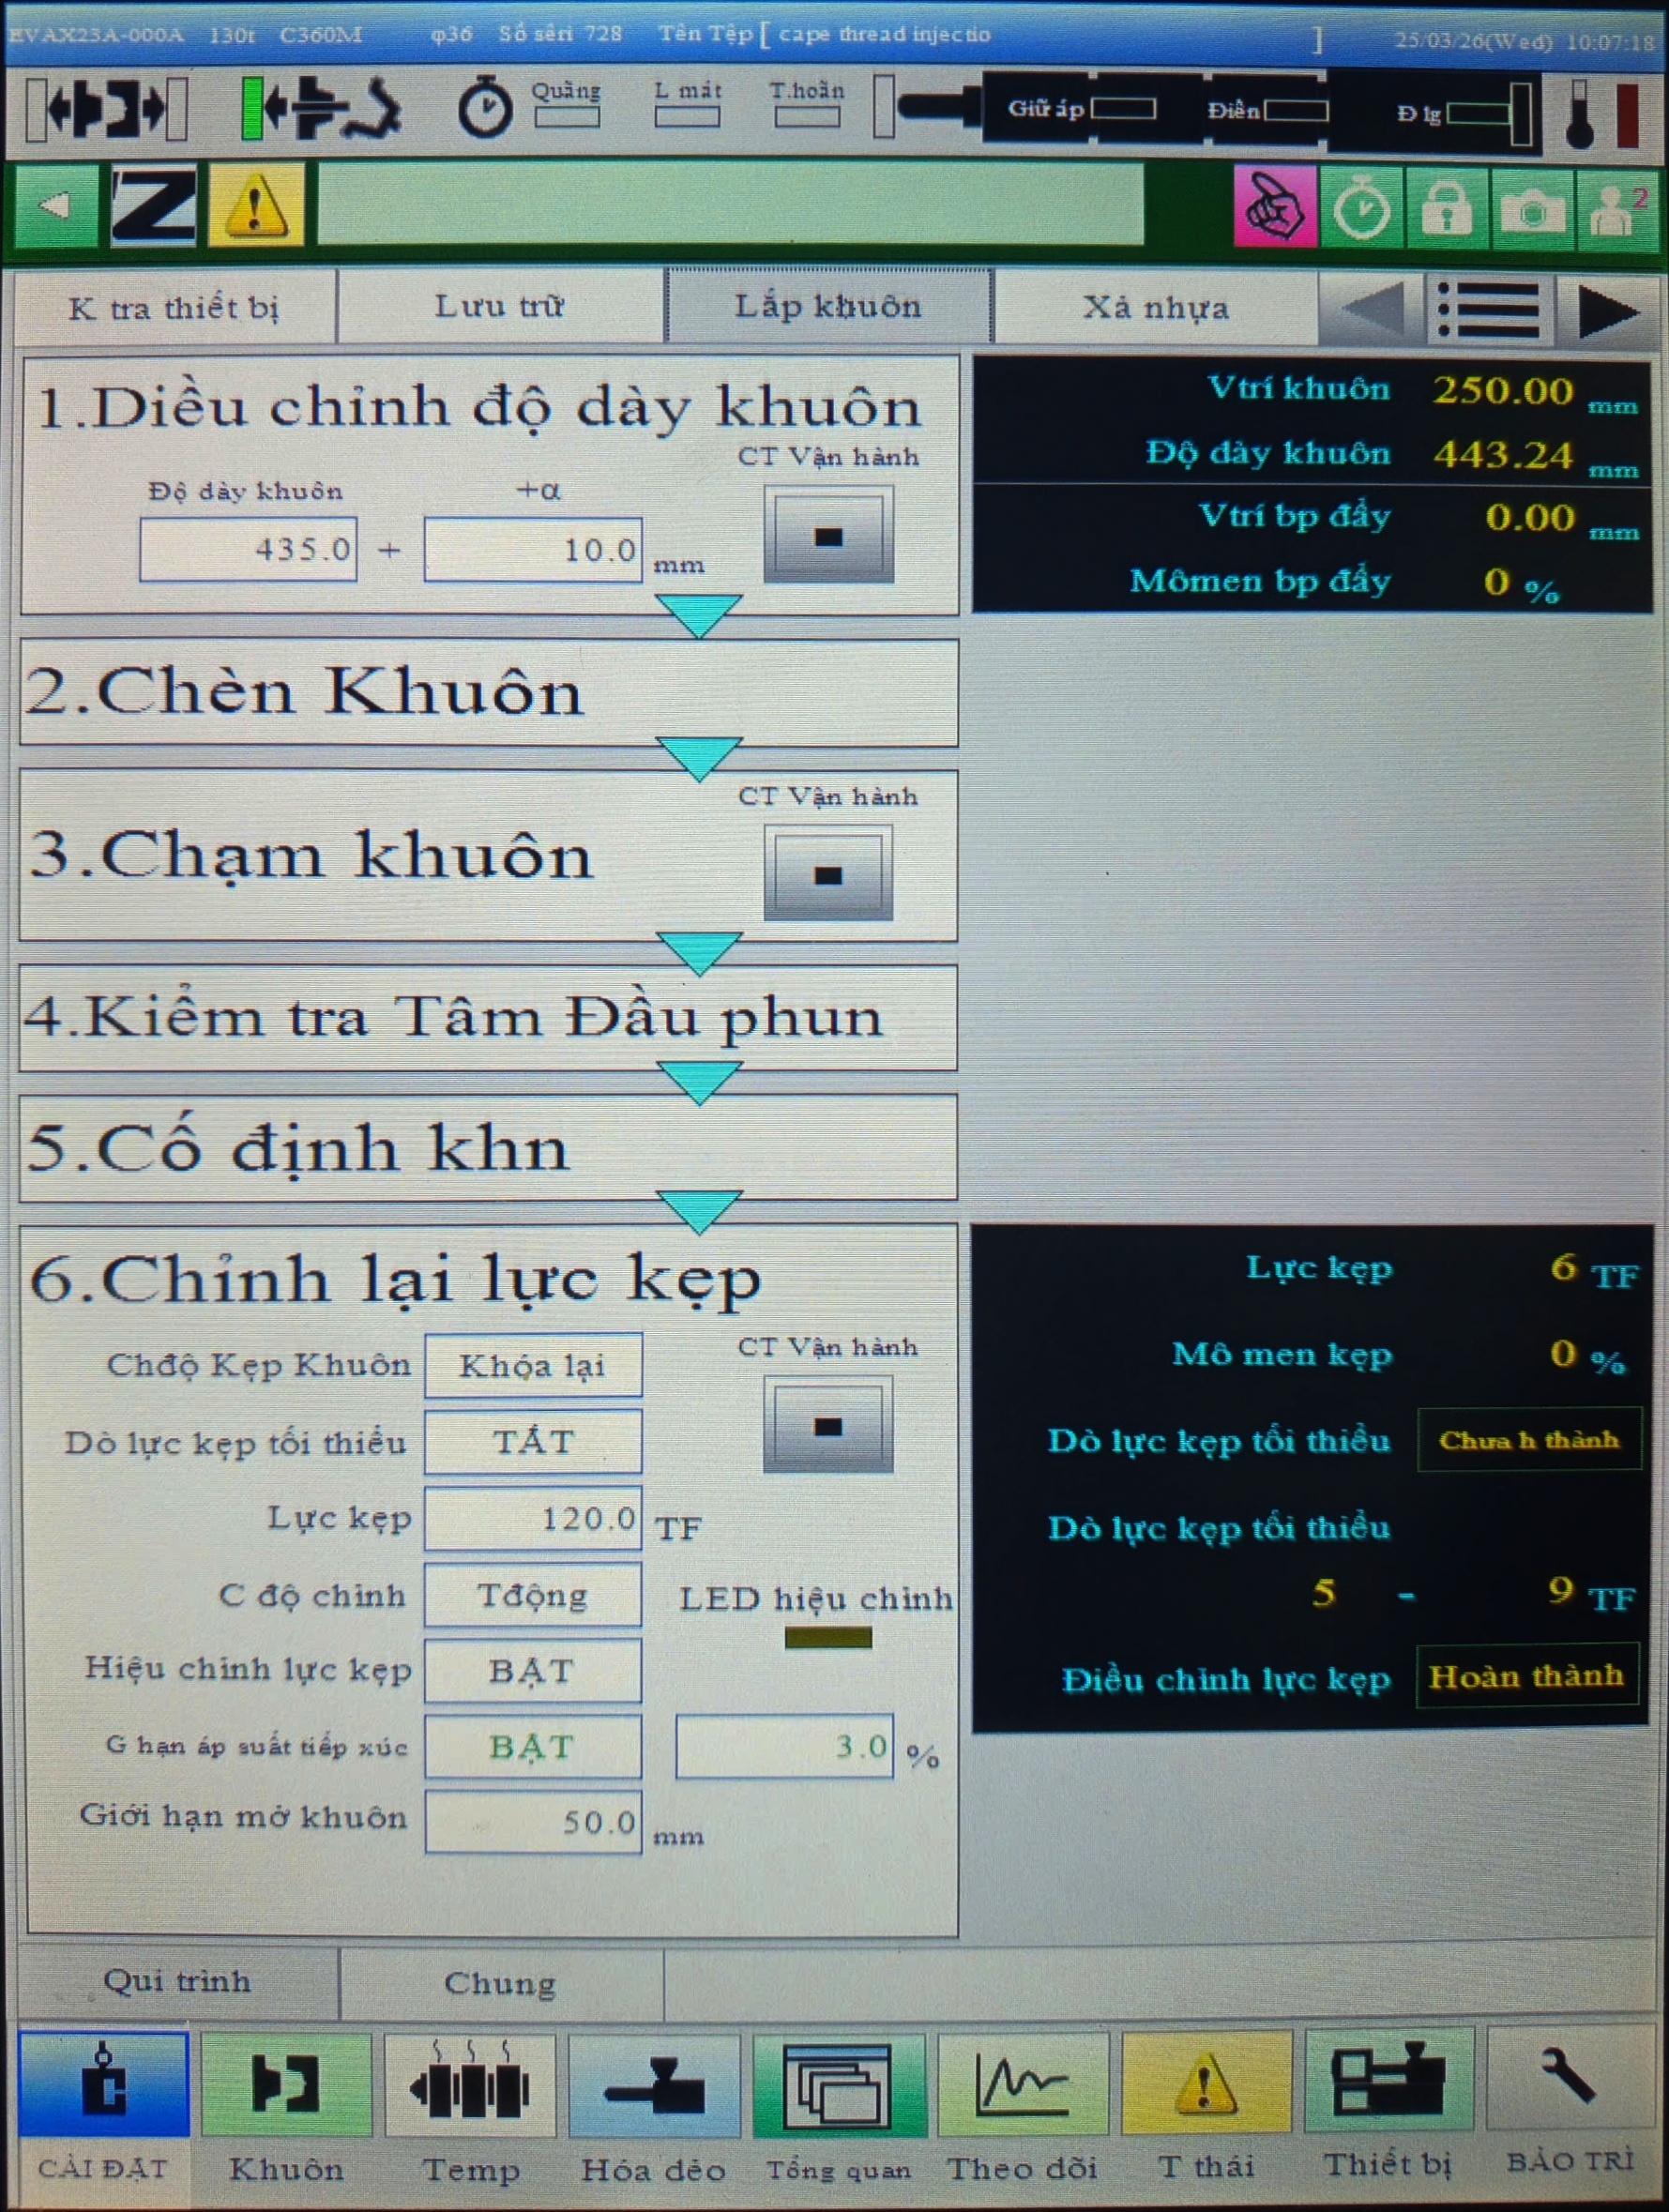 EVAX23A-000A 130t C360M φ36 Số sêri 728 Tên Tệp [ cape thread injectio ] 25/03/26(Wed) 10:07:18
Quãng L mát T.hoãn Giữ áp Điền Đ lg
2
K tra thiết bị Lưu trữ Lắp khuôn Xả nhựa
1.Diều chỉnh độ dày khuôn
CT Vận hành
Độ dày khuôn +α
435.0 + 10.0 mm
Vtrí khuôn 250.00 mm
Độ dày khuôn 443.24 mm
Vtrí bp đẩy 0.00 mm
Mômen bp đẩy 0 %
2.Chèn Khuôn
3.Chạm khuôn
CT Vận hành
4.Kiểm tra Tâm Đầu phun
5.Cố định khn
6.Chỉnh lại lực kẹp
CT Vận hành
Chđộ Kẹp Khuôn Khóa lại
Dò lực kẹp tối thiểu TẮT
Lực kẹp 120.0 TF
C độ chỉnh Tđộng
LED hiệu chỉnh
Hiệu chỉnh lực kẹp BẬT
G hạn áp suất tiếp xúc BẬT 3.0 %
Giới hạn mở khuôn 50.0 mm
Lực kẹp 6 TF
Mô men kẹp 0 %
Dò lực kẹp tối thiểu Chưa h thành
Dò lực kẹp tối thiểu
5 - 9 TF
Điều chỉnh lực kẹp Hoàn thành
Qui trình Chung
CÀI ĐẶT Khuôn Temp Hóa dẻo Tổng quan Theo dõi T thái Thiết bị BẢO TRÌ